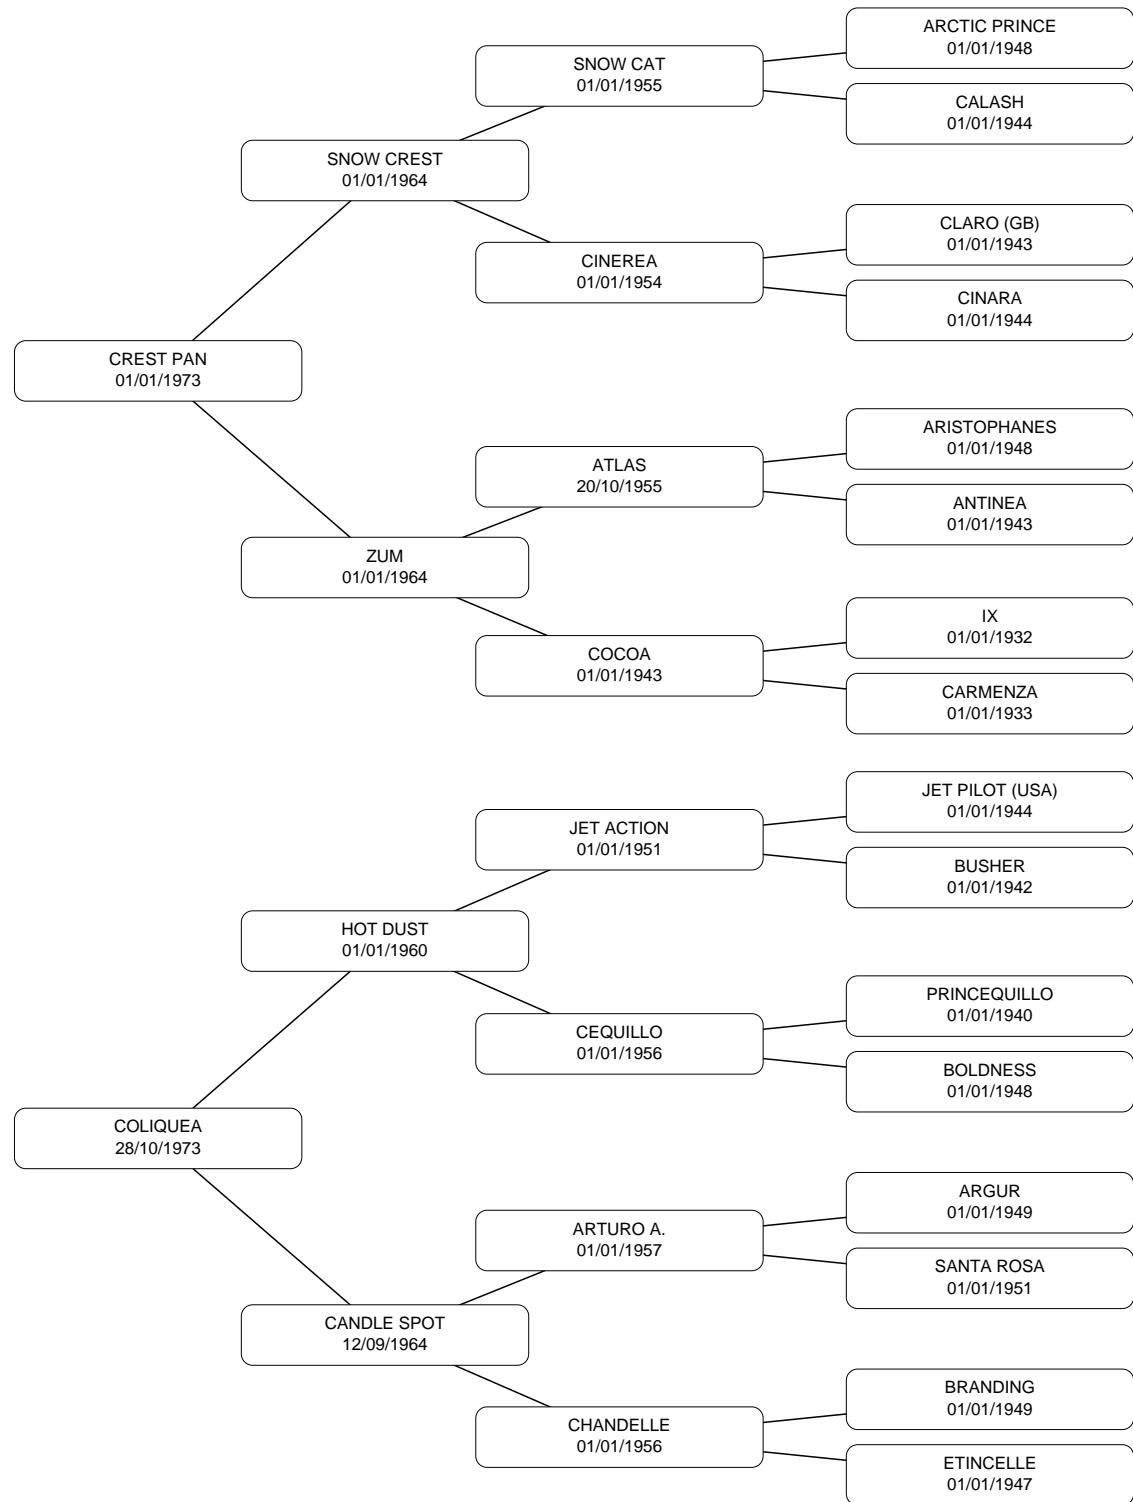 ARCTIC PRINCE
01/01/1948
SNOW CAT
01/01/1955
CALASH
01/01/1944
SNOW CREST
01/01/1964
CLARO (GB)
01/01/1943
CINEREA
01/01/1954
CINARA
01/01/1944
CREST PAN
01/01/1973
ARISTOPHANES
01/01/1948
ATLAS
20/10/1955
ANTINEA
01/01/1943
ZUM
01/01/1964
IX
01/01/1932
COCOA
01/01/1943
CARMENZA
01/01/1933
JET PILOT (USA)
01/01/1944
JET ACTION
01/01/1951
BUSHER
01/01/1942
HOT DUST
01/01/1960
PRINCEQUILLO
01/01/1940
CEQUILLO
01/01/1956
BOLDNESS
01/01/1948
COLIQUEA
28/10/1973
ARGUR
01/01/1949
ARTURO A.
01/01/1957
SANTA ROSA
01/01/1951
CANDLE SPOT
12/09/1964
BRANDING
01/01/1949
CHANDELLE
01/01/1956
ETINCELLE
01/01/1947